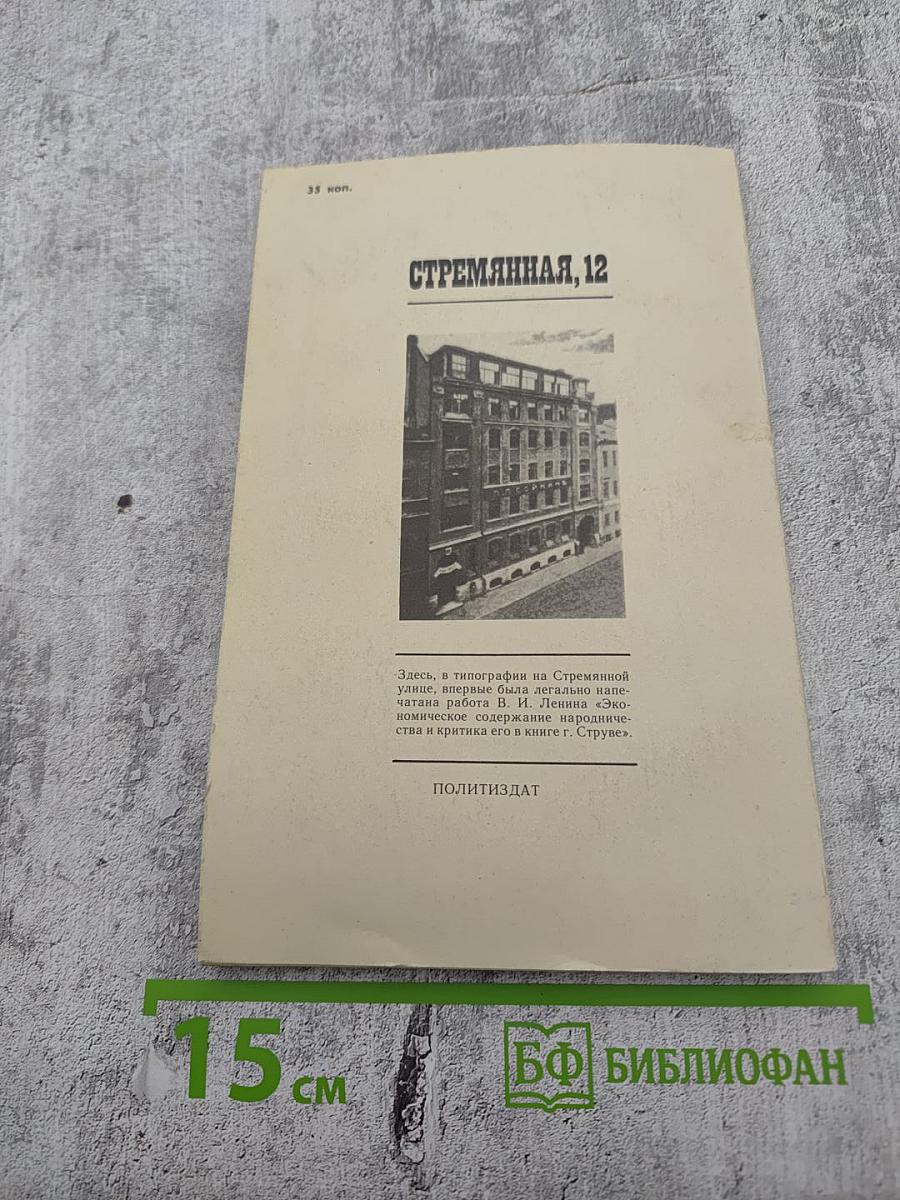 35 коп.
СТРЕМЯННАЯ, 12
Здесь, в типографии на Стремянной
улице, впервые была легально напе-
чатана работа В. И. Ленина «Эко-
номическое содержание народниче-
ства и критика его в книге г. Струве».
ПОЛИТИЗДАТ
15 см
БФ БИБЛИОФАН